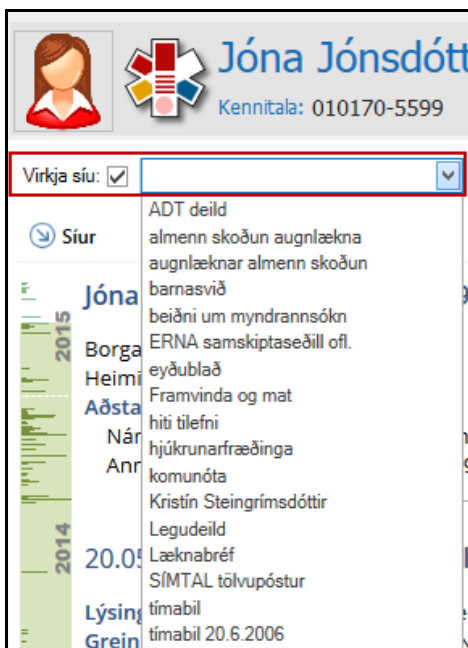 Jóna Jónsdótt
Kennitala: 010170-5599
Virkja síu:
Síur
ADT deild
almenn skoðun augnlækna
augnlæknar almenn skoðun
barnasvið
beiðni um myndrannsókn
ERNA samskiptaseðill ofl.
eyðublað
Framvinda og mat
hiti tilefni
hjúkrunarfræðinga
komunóta
Kristín Steingrímsdóttir
Legudeild
Læknabréf
SÍMTAL tölvupóstur
tímabil
tímabil 20.6.2006
2015
Jóna
Borga
Heimi
Aðsta
Nár
Anr
2014
20.05
Lýsing
Grein